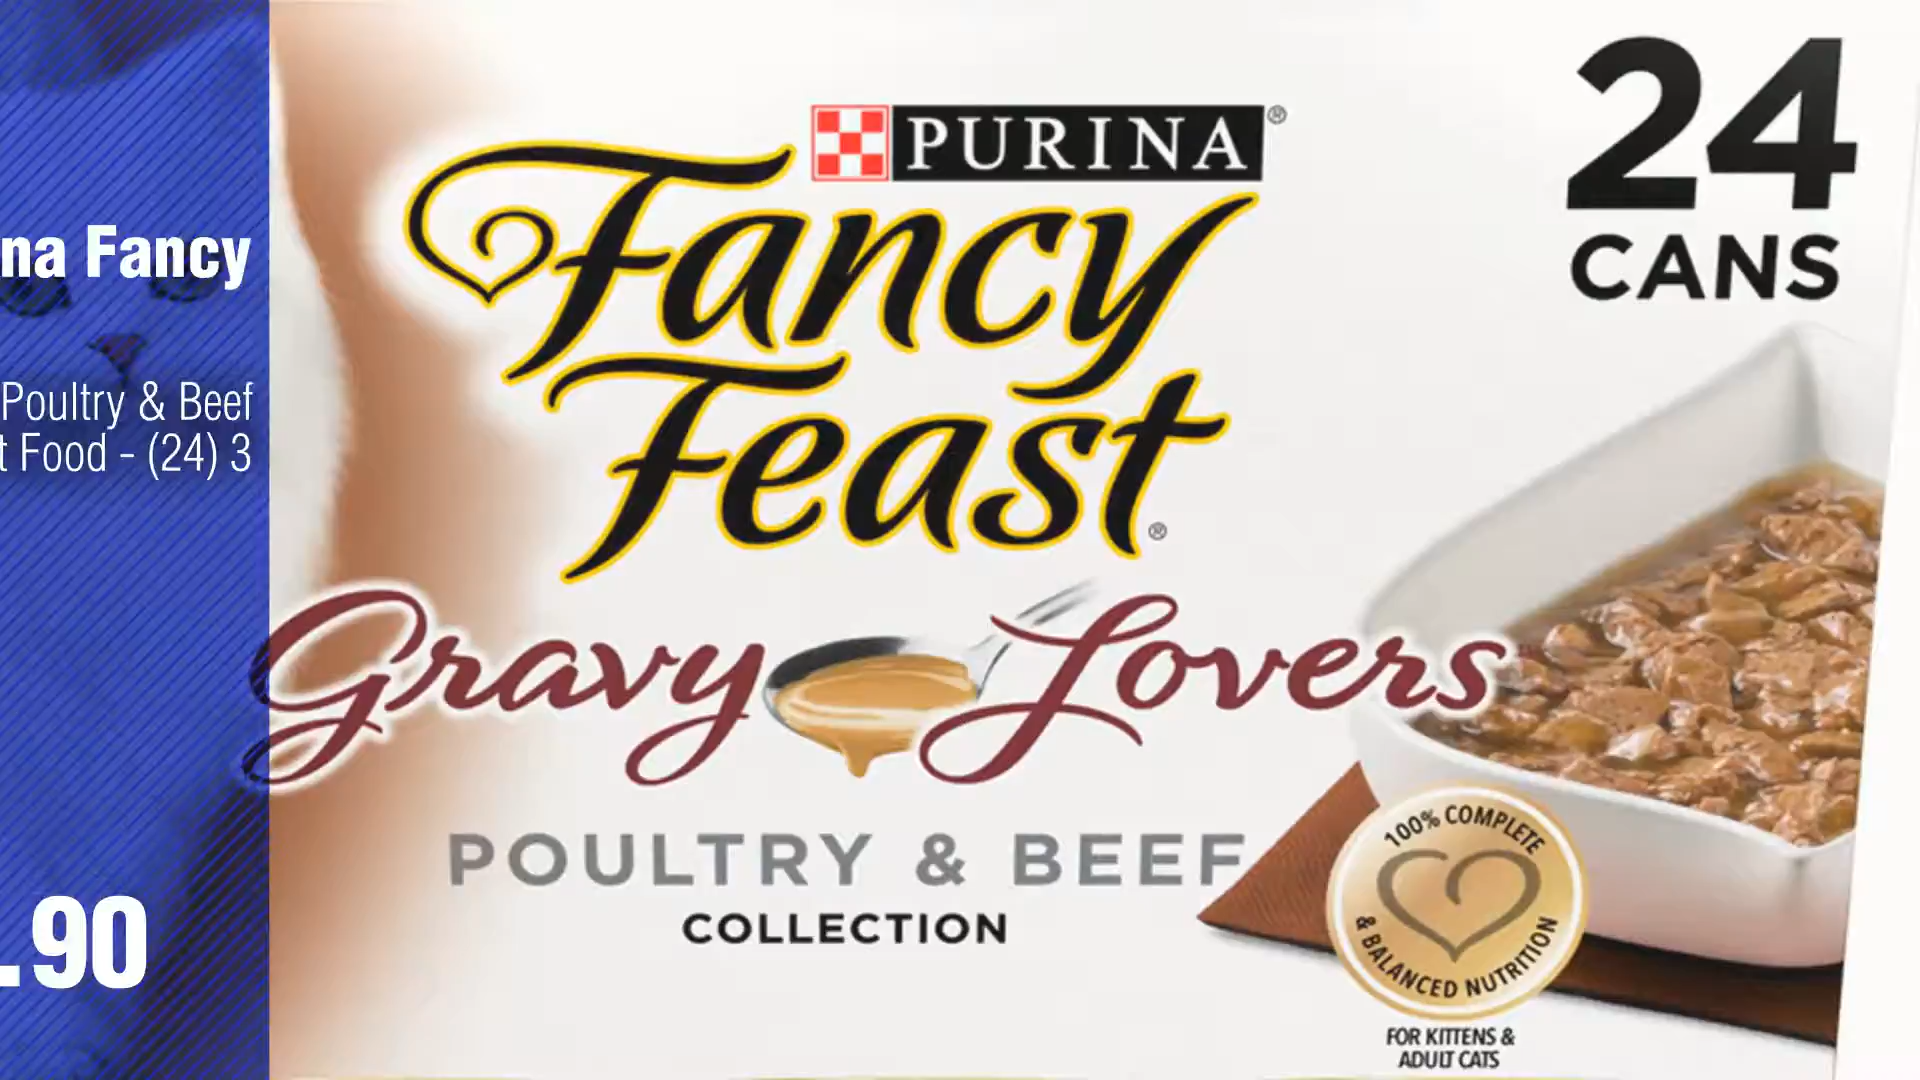 na Fancy
Poultry & Beef
t Food - (24) 3
.90
PURINA®
Fancy
Feast®
Gravy Lovers
POULTRY & BEEF
COLLECTION
24
CANS
100% COMPLETE
& BALANCED NUTRITION
FOR KITTENS &
ADULT CATS